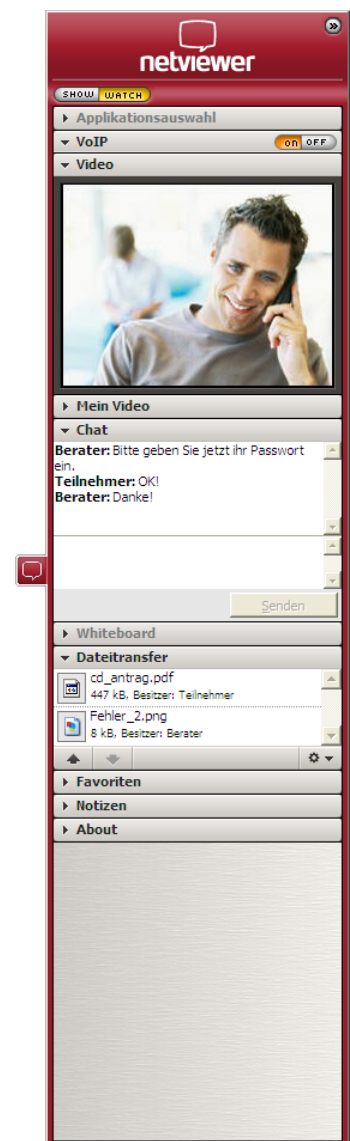 netviewer
SHOW WATCH
Applikationsauswahl
VoIP on OFF
Video
Mein Video
Chat
Berater: Bitte geben Sie jetzt ihr Passwort
ein.
Teilnehmer: OK!
Berater: Danke!
Senden
Whiteboard
Dateitransfer
cd_antrag.pdf
447 kB, Besitzer: Teilnehmer
Fehler_2.png
8 kB, Besitzer: Berater
Favoriten
Notizen
About